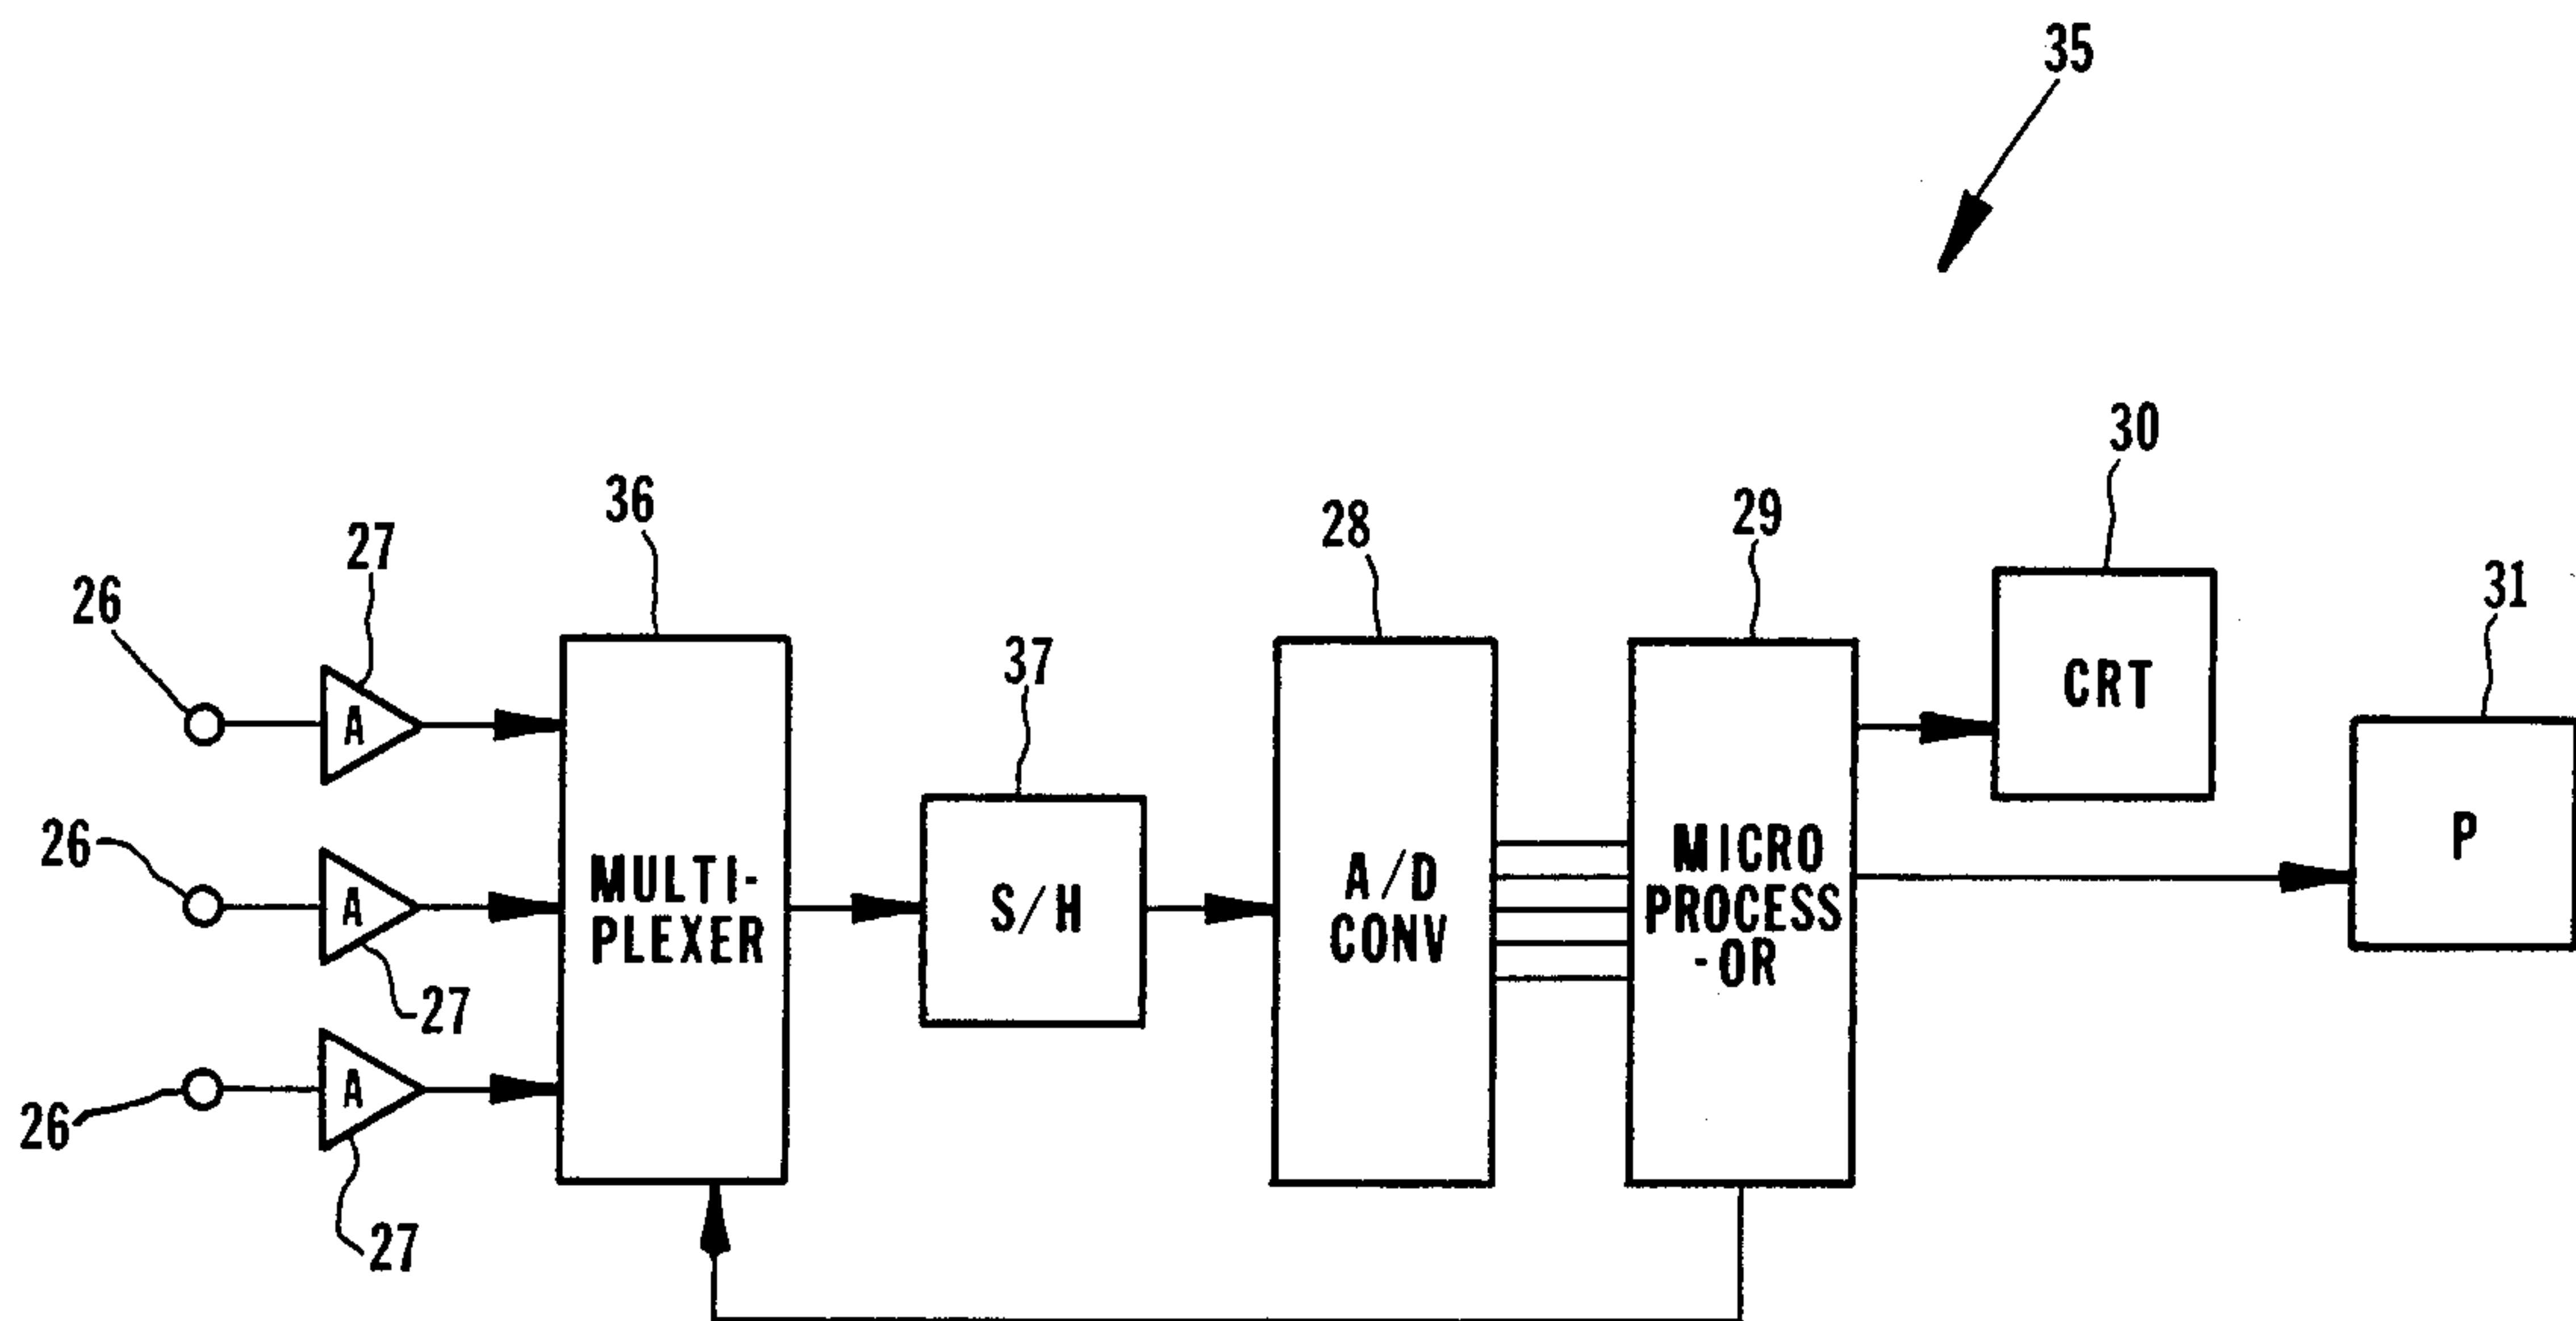 35
30
36
28
29
27
31
26
37
A
CRT
26
A
MULTI-
PLEXER
S/H
A/D
CONV
MICRO
PROCESS
-OR
P
27
26
A
27